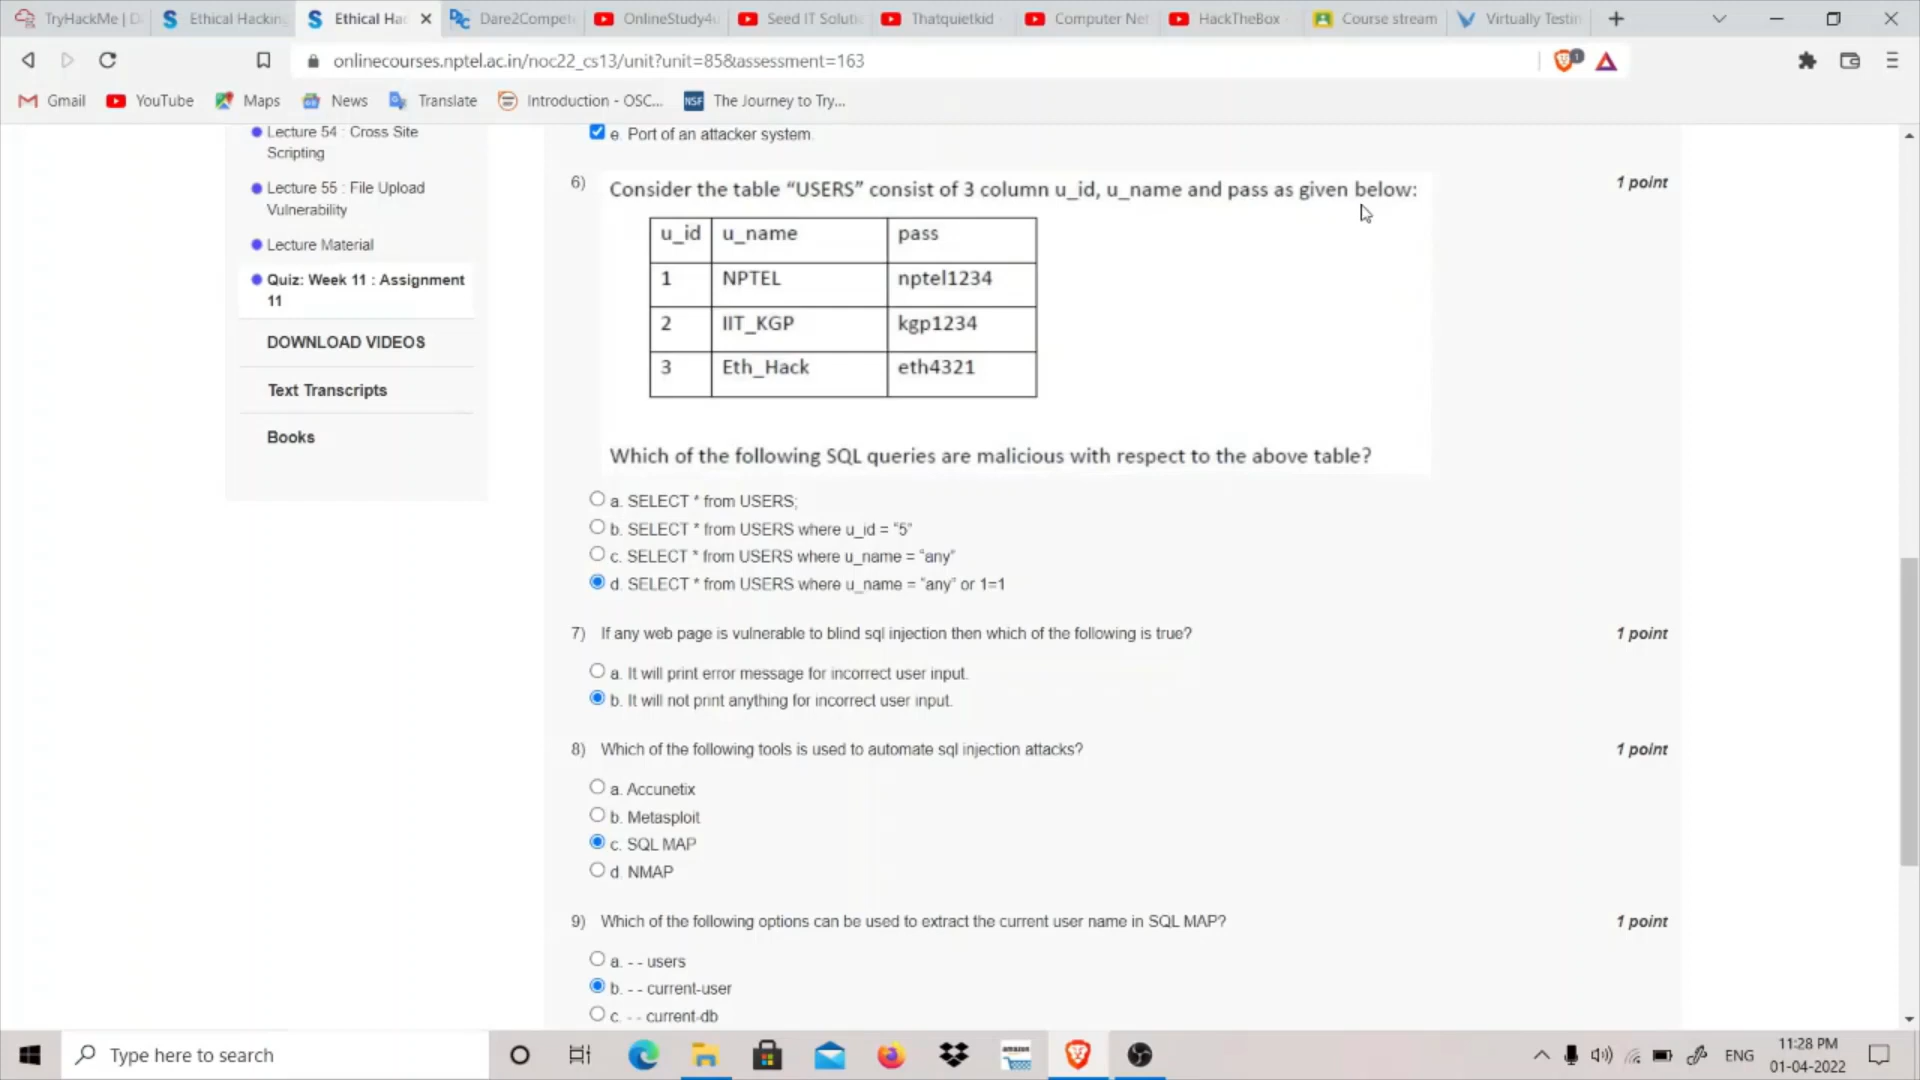 TryHackMe | D
Ethical Hackin
Ethical Hac
Dare2Compet
OnlineStudy4u
Seed IT Soluti
Thatquietkid
Computer Net
HackTheBox
Course stream
Virtually Testin
onlinecourses.nptel.ac.in/noc22_cs13/unit?unit=85&assessment=163
1
Gmail
YouTube
Maps
News
Translate
Introduction - OSC...
NSF
The Journey to Try...
Lecture 54 : Cross Site
Scripting
Lecture 55 : File Upload
Vulnerability
Lecture Material
Quiz: Week 11 : Assignment
11
DOWNLOAD VIDEOS
Text Transcripts
Books
e. Port of an attacker system.
6) Consider the table “USERS” consist of 3 column u_id, u_name and pass as given below: 1 point
u_id u_name pass
1 NPTEL nptel1234
2 IIT_KGP kgp1234
3 Eth_Hack eth4321
Which of the following SQL queries are malicious with respect to the above table?
a. SELECT * from USERS;
b. SELECT * from USERS where u_id = “5”
c. SELECT * from USERS where u_name = “any”
d. SELECT * from USERS where u_name = “any” or 1=1
7) If any web page is vulnerable to blind sql injection then which of the following is true? 1 point
a. It will print error message for incorrect user input.
b. It will not print anything for incorrect user input.
8) Which of the following tools is used to automate sql injection attacks? 1 point
a. Accunetix
b. Metasploit
c. SQL MAP
d. NMAP
9) Which of the following options can be used to extract the current user name in SQL MAP? 1 point
a. - - users
b. - - current-user
c. - - current-db
Type here to search
amazon
ENG
11:28 PM
01-04-2022